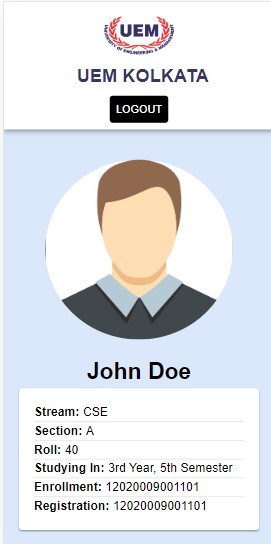 UEM
UNIVERSITY OF ENGINEERING & MANAGEMENT
UEM KOLKATA
LOGOUT
John Doe
Stream: CSE
Section: A
Roll: 40
Studying In: 3rd Year, 5th Semester
Enrollment: 12020009001101
Registration: 12020009001101